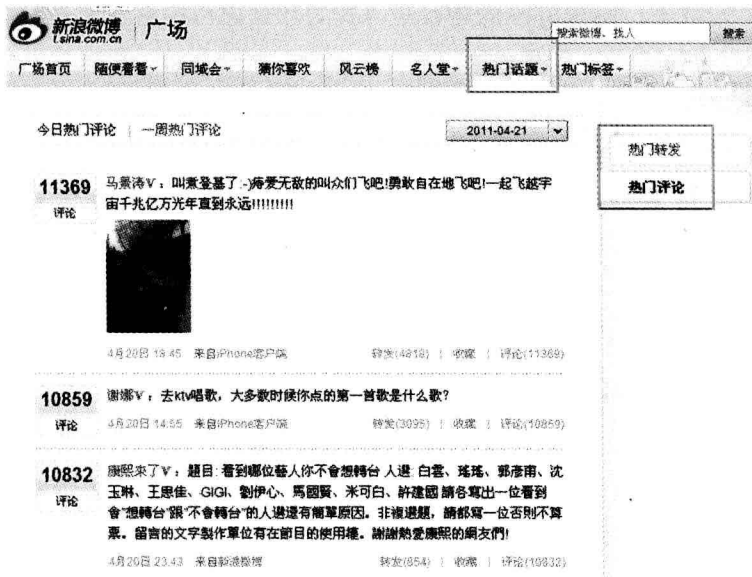 新浪微博 | 广场
t.sina.com.cn
搜索微博、找人 搜索
广场首页 随便看看 同城会 猜你喜欢 风云榜 名人堂 热门话题 热门标签
今日热门评论 | 一周热门评论 2011-04-21
热门转发
热门评论
11369
评论
马景涛V：叫煮登基了:-)痔爱无敌的叫众们飞吧!勇敢自在地飞吧!一起飞越宇
宙千兆亿万光年直到永远!!!!!!!!!
4月20日 18:45 来自iPhone客户端 转发(4818) | 收藏 | 评论(11369)
10859
评论
谢娜V：去ktv唱歌，大多数时候你点的第一首歌是什么歌?
4月20日 14:55 来自iPhone客户端 转发(3095) | 收藏 | 评论(10859)
10832
评论
康熙來了V：題目:看到哪位藝人你不會想轉台 人選:白雲、瑤瑤、郭彥甫、沈
玉琳、王思佳、GIGI、劉伊心、馬國賢、米可白、許建國 請各寫出一位看到
會"想轉台"跟"不會轉台"的人選還有簡單原因。非複選題，請都寫一位否則不算
票。留言的文字製作單位有在節目的使用權。謝謝熱愛康熙的網友們!
4月20日 23:43 来自新浪微博 转发(854) | 收藏 | 评论(10832)